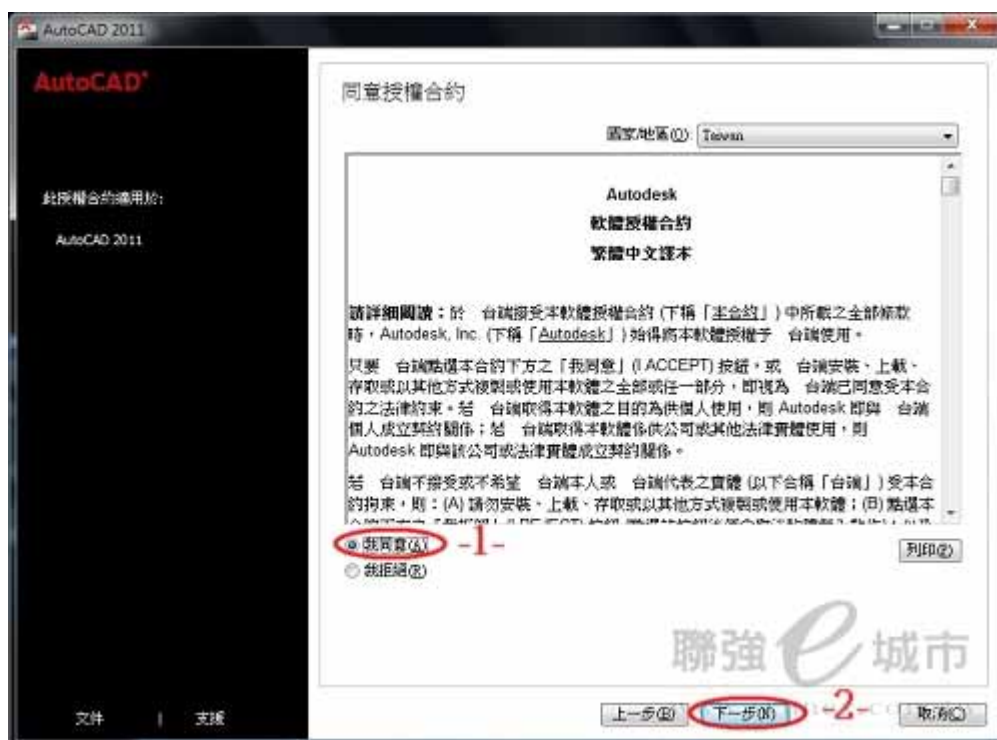 AutoCAD 2011
AutoCAD
同意授權合約
國家/地區(O): Taiwan
此授權合約適用於:
AutoCAD 2011
Autodesk
軟體授權合約
繁體中文譯本
請詳細閱讀：於 台端接受本軟體授權合約 (下稱「本合約」) 中所載之全部條款
時，Autodesk, Inc. (下稱「Autodesk」) 始得將本軟體授權予 台端使用。
只要 台端點選本合約下方之「我同意」(I ACCEPT) 按鈕，或 台端安裝、上載、
存取或以其他方式複製或使用本軟體之全部或任一部分，即視為 台端已同意受本合
約之法律約束。若 台端取得本軟體之目的為供個人使用，則 Autodesk 即與 台端
個人成立契約關係；若 台端取得本軟體係供公司或其他法律實體使用，則
Autodesk 即與該公司或法律實體成立契約關係。
若 台端不接受或不希望 台端本人或 台端代表之實體 (以下合稱「台端」) 受本合
約拘束，則：(A) 請勿安裝、上載、存取或以其他方式複製或使用本軟體；(B) 點選本
我同意(A) -1-
列印(P)
我拒絕(R)
聯強e城市
文件 | 支援
上一步(B) 下一步(N) -2- 取消(C)